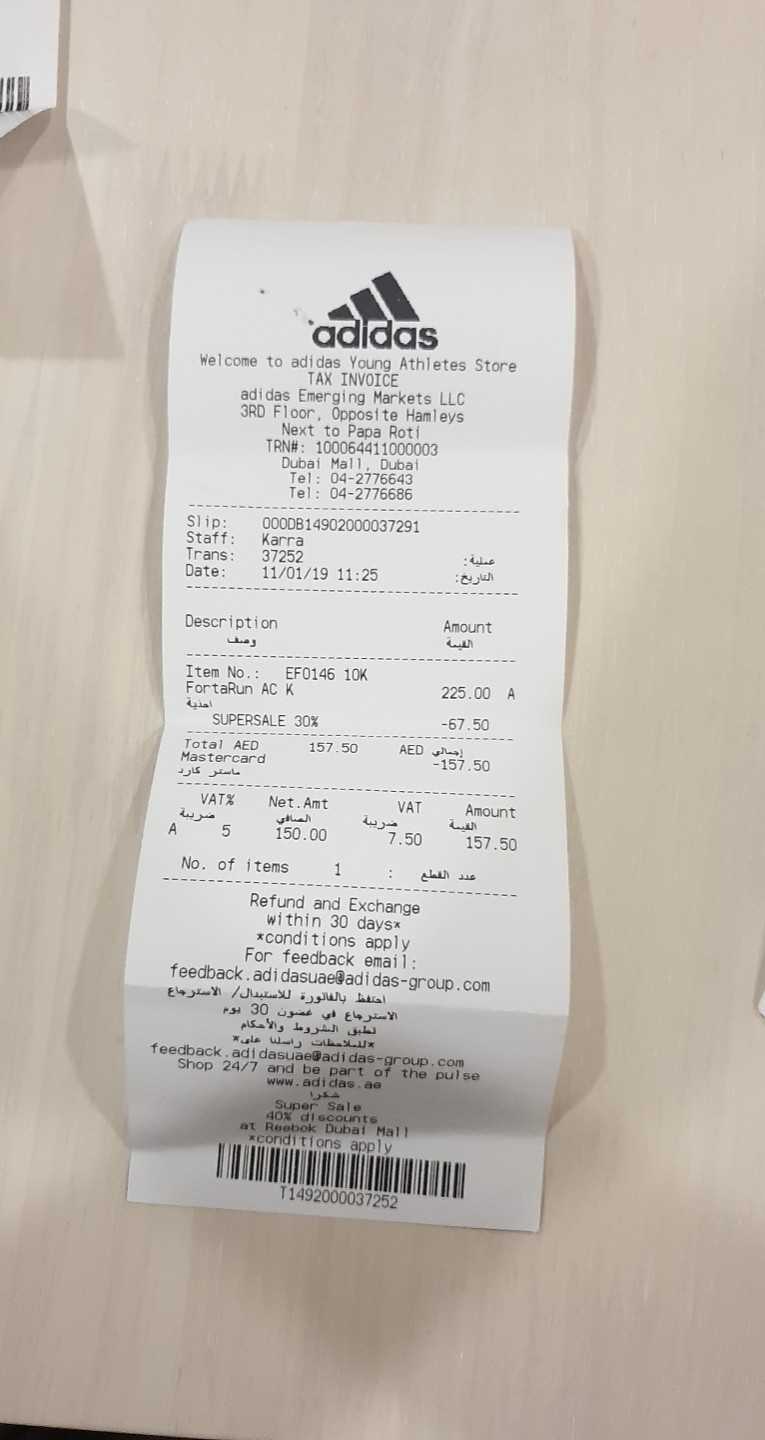 adidas
Welcome to adidas Young Athletes Store
TAX INVOICE
adidas Emerging Markets LLC
3RD Floor, Opposite Hamleys
Next to Papa Roti
TRN#: 100064411000003
Dubai Mall, Dubai
Tel: 04-2776643
Tel: 04-2776686
Slip: 000DB14902000037291
Staff: Karra
Trans: 37252 عملية:
Date: 11/01/19 11:25 التاريخ:
Description Amount
وصف القيمة
Item No.: EF0146 10K
FortaRun AC K 225.00 A
احذية
SUPERSALE 30% -67.50
Total AED 157.50 AED إجمالي
Mastercard -157.50
ماستر كارد
VAT% Net.Amt VAT Amount
ضريبة الصافي ضريبة القيمة
A 5 150.00 7.50 157.50
No. of items 1 : عدد القطع
Refund and Exchange
within 30 days*
*conditions apply
For feedback email:
feedback.adidasuae@adidas-group.com
احتفظ بالفاتورة للاستبدال/ الاسترجاع
الاسترجاع في غضون 30 يوم
تطبق الشروط والأحكام
*للملاحظات راسلنا على*
feedback.adidasuae@adidas-group.com
Shop 24/7 and be part of the pulse
www.adidas.ae
شكرا
Super Sale
40% discounts
at Reebok Dubai Mall
*conditions apply
T1492000037252